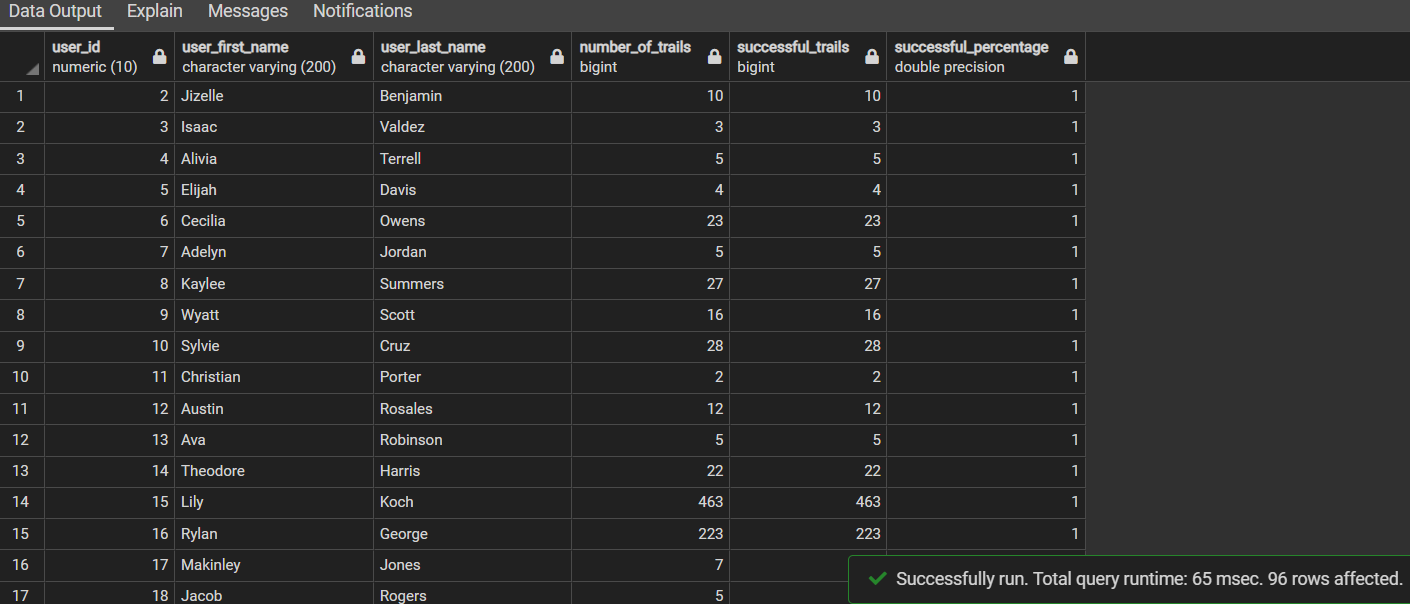 Data Output Explain Messages Notifications
user_id user_first_name user_last_name number_of_trails successful_trails successful_percentage
numeric (10) character varying (200) character varying (200) bigint bigint double precision
1 2 Jizelle Benjamin 10 10 1
2 3 Isaac Valdez 3 3 1
3 4 Alivia Terrell 5 5 1
4 5 Elijah Davis 4 4 1
5 6 Cecilia Owens 23 23 1
6 7 Adelyn Jordan 5 5 1
7 8 Kaylee Summers 27 27 1
8 9 Wyatt Scott 16 16 1
9 10 Sylvie Cruz 28 28 1
10 11 Christian Porter 2 2 1
11 12 Austin Rosales 12 12 1
12 13 Ava Robinson 5 5 1
13 14 Theodore Harris 22 22 1
14 15 Lily Koch 463 463 1
15 16 Rylan George 223 223 1
16 17 Makinley Jones 7
Successfully run. Total query runtime: 65 msec. 96 rows affected.
17 18 Jacob Rogers 5